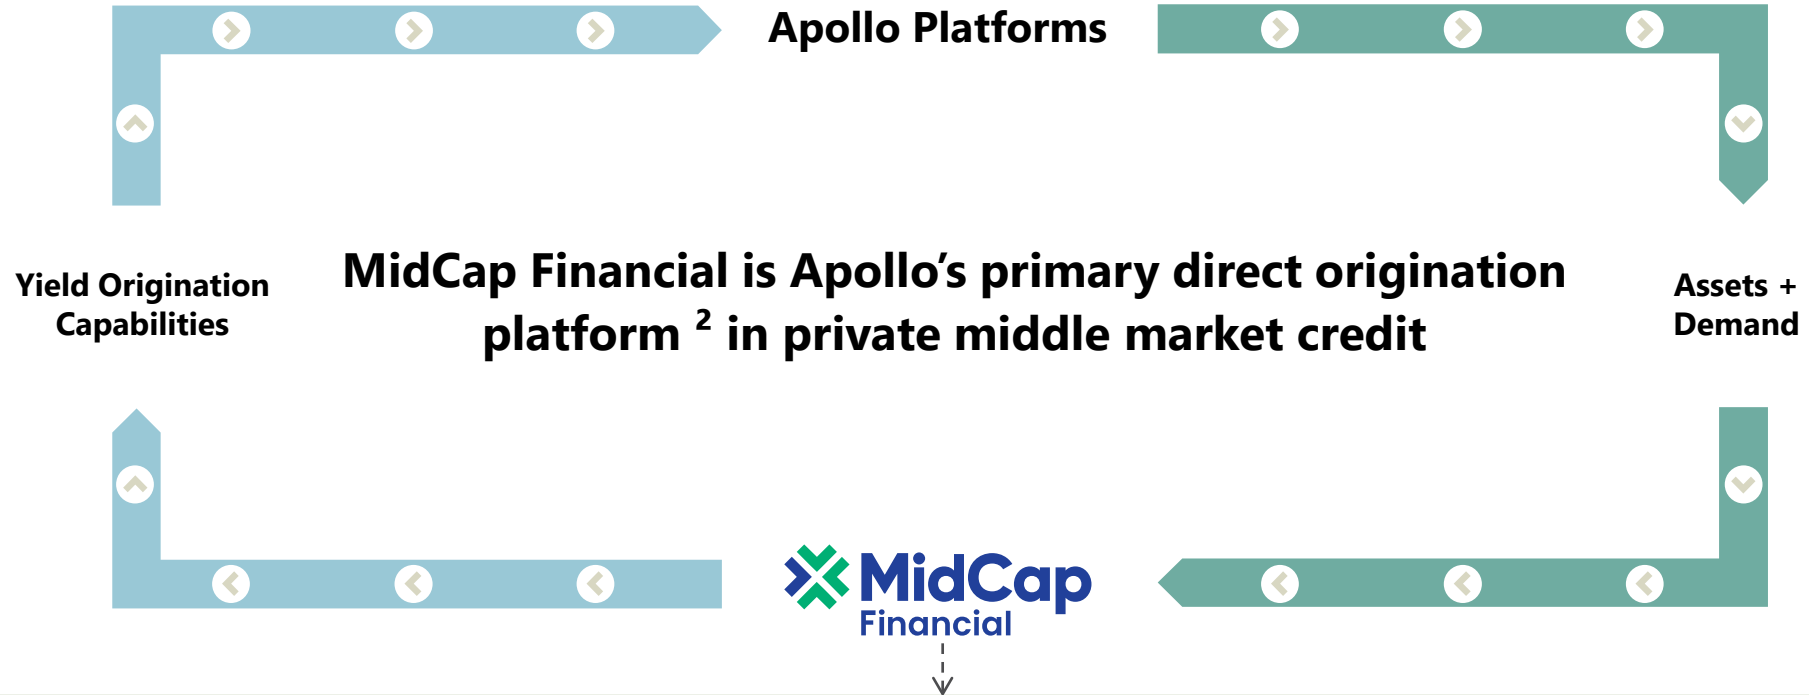 Apollo Platforms
Yield Origination
Capabilities
MidCap Financial is Apollo’s primary direct origination
platform ² in private middle market credit
Assets +
Demand
MidCap
Financial